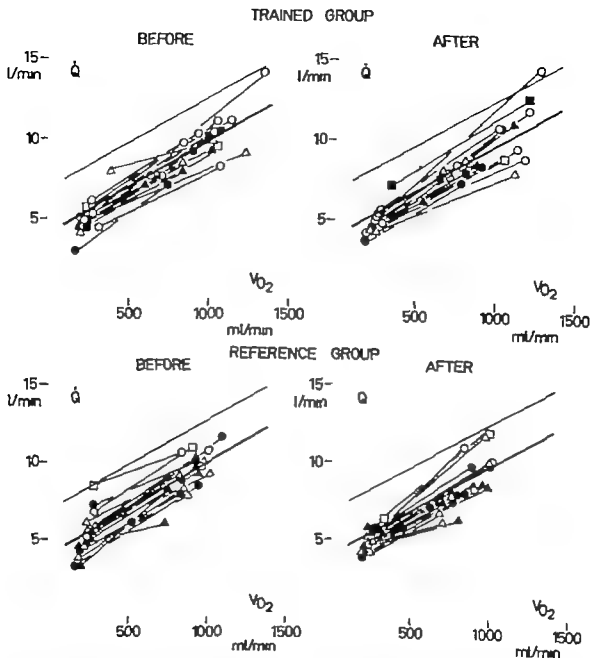 TRAINED GROUP
BEFORE AFTER
15- Q̇ 15- Q̇
l/min l/min
10- 10-
5- 5-
V̇O2 V̇O2
500 1000 1500 500 1000 1500
ml/min ml/min
REFERENCE GROUP
BEFORE AFTER
15- Q̇ 15- Q̇
l/min l/min
10- 10-
5- 5-
V̇O2 V̇O2
500 1000 1500 500 1000 1500
ml/min ml/min